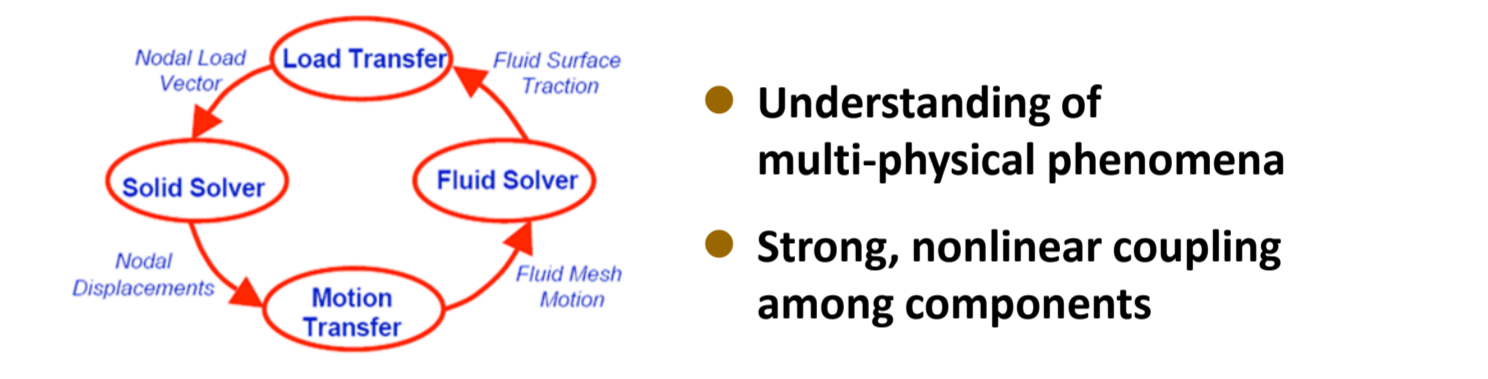 Nodal Load
Vector
Load Transfer
Fluid Surface
Traction
Solid Solver
Fluid Solver
Nodal
Displacements
Motion
Transfer
Fluid Mesh
Motion
Understanding of
multi-physical phenomena
Strong, nonlinear coupling
among components